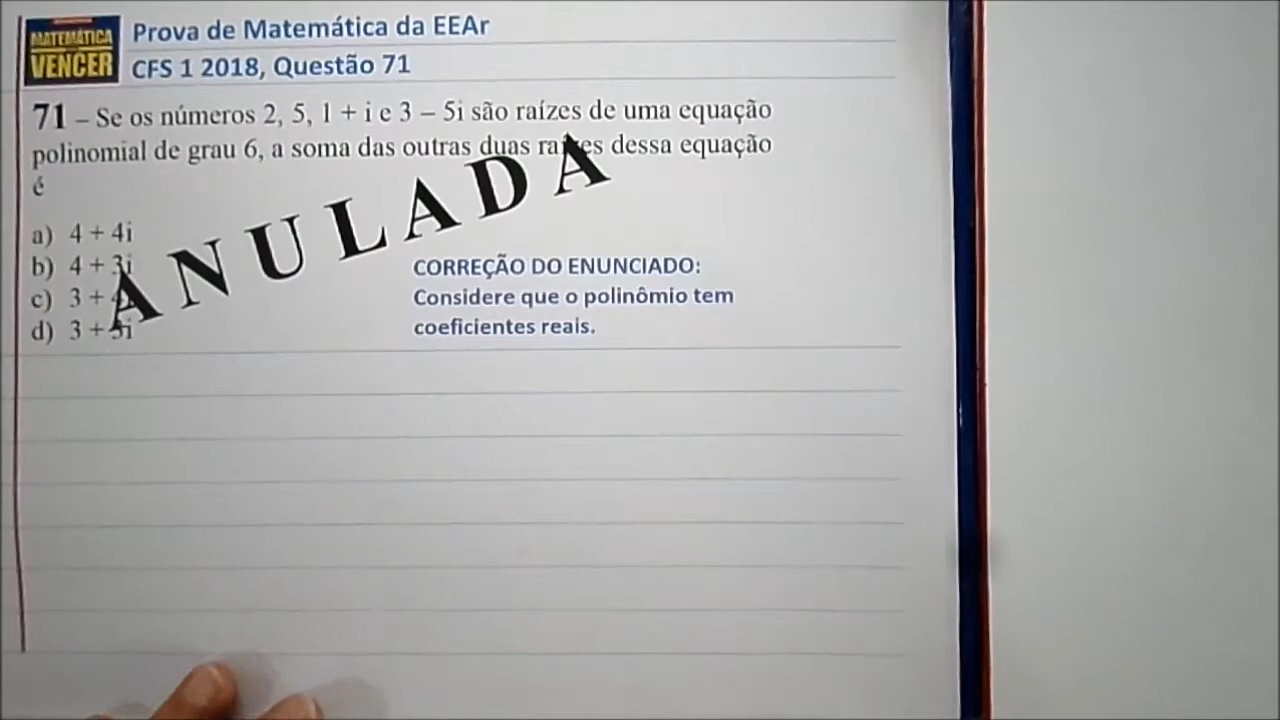 MATEMÁTICA
VENCER
Prova de Matemática da EEAr
CFS 1 2018, Questão 71
71 – Se os números 2, 5, 1 + i e 3 – 5i são raízes de uma equação
polinomial de grau 6, a soma das outras duas raízes dessa equação
é
a) 4 + 4i
b) 4 + 3i
c) 3 +
d) 3 + 3i
ANULADA
CORREÇÃO DO ENUNCIADO:
Considere que o polinômio tem
coeficientes reais.